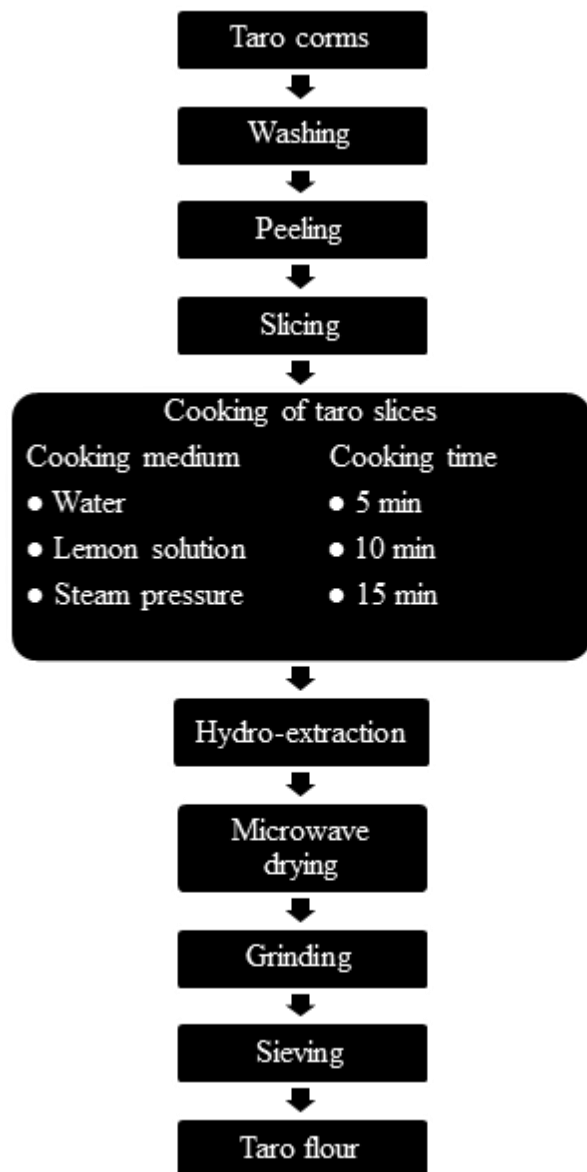 Taro corms
Washing
Peeling
Slicing
Cooking of taro slices
Cooking medium Cooking time
● Water ● 5 min
● Lemon solution ● 10 min
● Steam pressure ● 15 min
Hydro-extraction
Microwave
drying
Grinding
Sieving
Taro flour